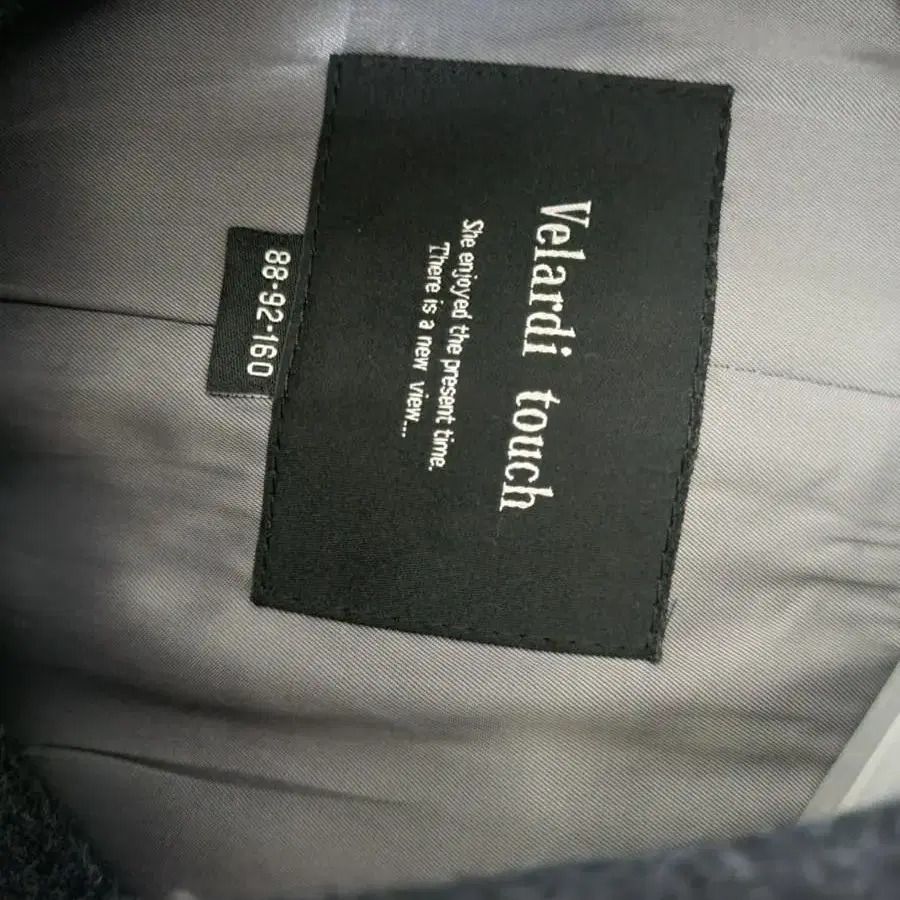 Velardi touch
She enjoyed the present time.
There is a new view...
88-92-160